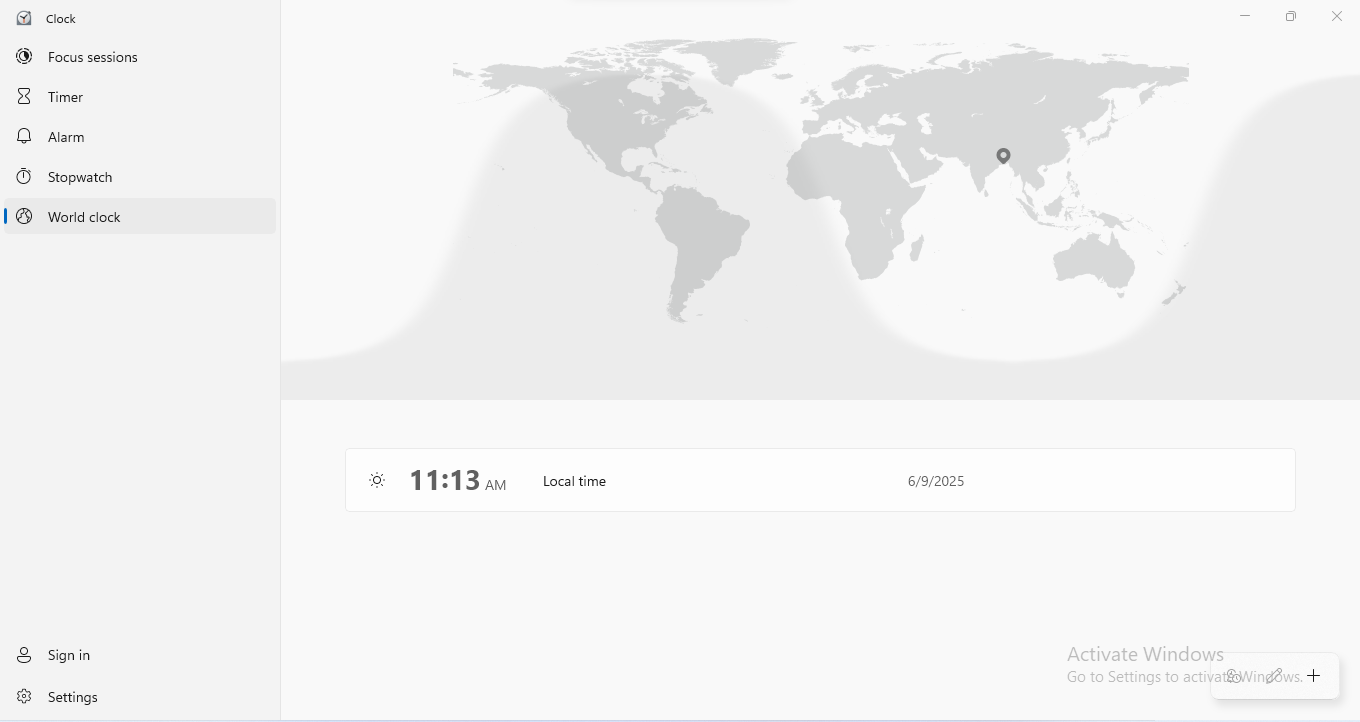 Clock
Focus sessions
Timer
Alarm
Stopwatch
World clock
11:13 AM Local time 6/9/2025
Sign in
Settings
Activate Windows
Go to Settings to activate Windows.